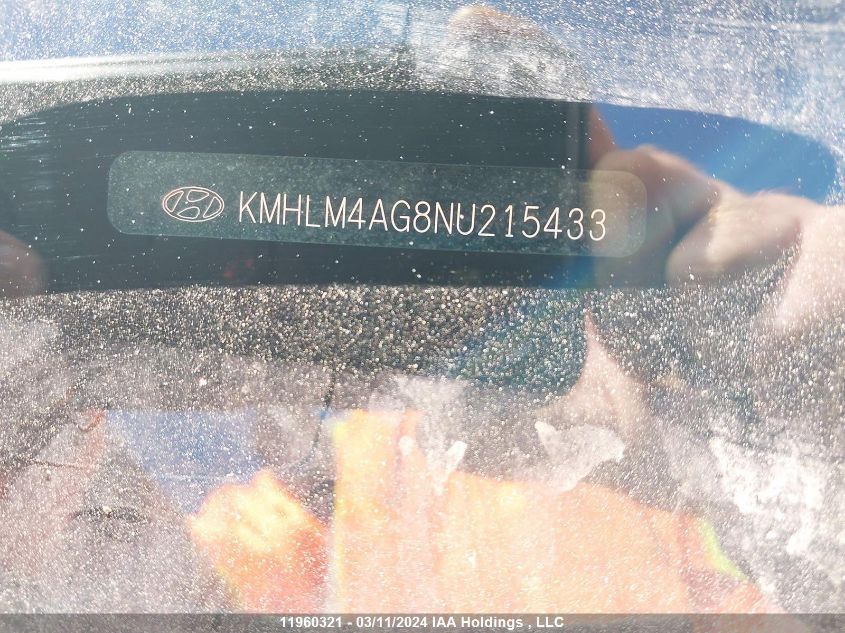 KMHLM4AG8NU215433
11960321 - 03/11/2024 IAA Holdings , LLC